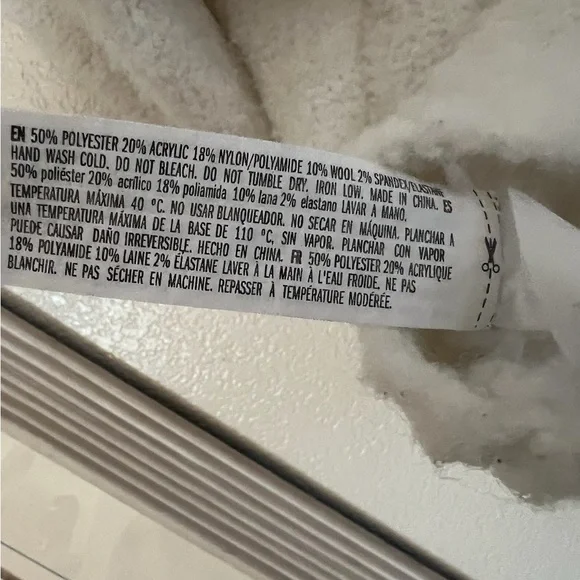 EN 50% POLYESTER 20% ACRYLIC 18% NYLON/POLYAMIDE 10% WOOL 2% SPANDEX/ELASTANE
HAND WASH COLD. DO NOT BLEACH. DO NOT TUMBLE DRY. IRON LOW. MADE IN CHINA. ES
50% poliéster 20% acrílico 18% poliamida 10% lana 2% elastano LAVAR A MANO.
TEMPERATURA MÁXIMA 40 ºC. NO USAR BLANQUEADOR. NO SECAR EN MÁQUINA. PLANCHAR A
UNA TEMPERATURA MÁXIMA DE LA BASE DE 110 ºC, SIN VAPOR. PLANCHAR CON VAPOR
PUEDE CAUSAR DAÑO IRREVERSIBLE. HECHO EN CHINA. FR 50% POLYESTER 20% ACRYLIQUE
18% POLYAMIDE 10% LAINE 2% ÉLASTANE LAVER À LA MAIN À L'EAU FROIDE. NE PAS
BLANCHIR. NE PAS SÉCHER EN MACHINE. REPASSER À TEMPÉRATURE MODÉRÉE.